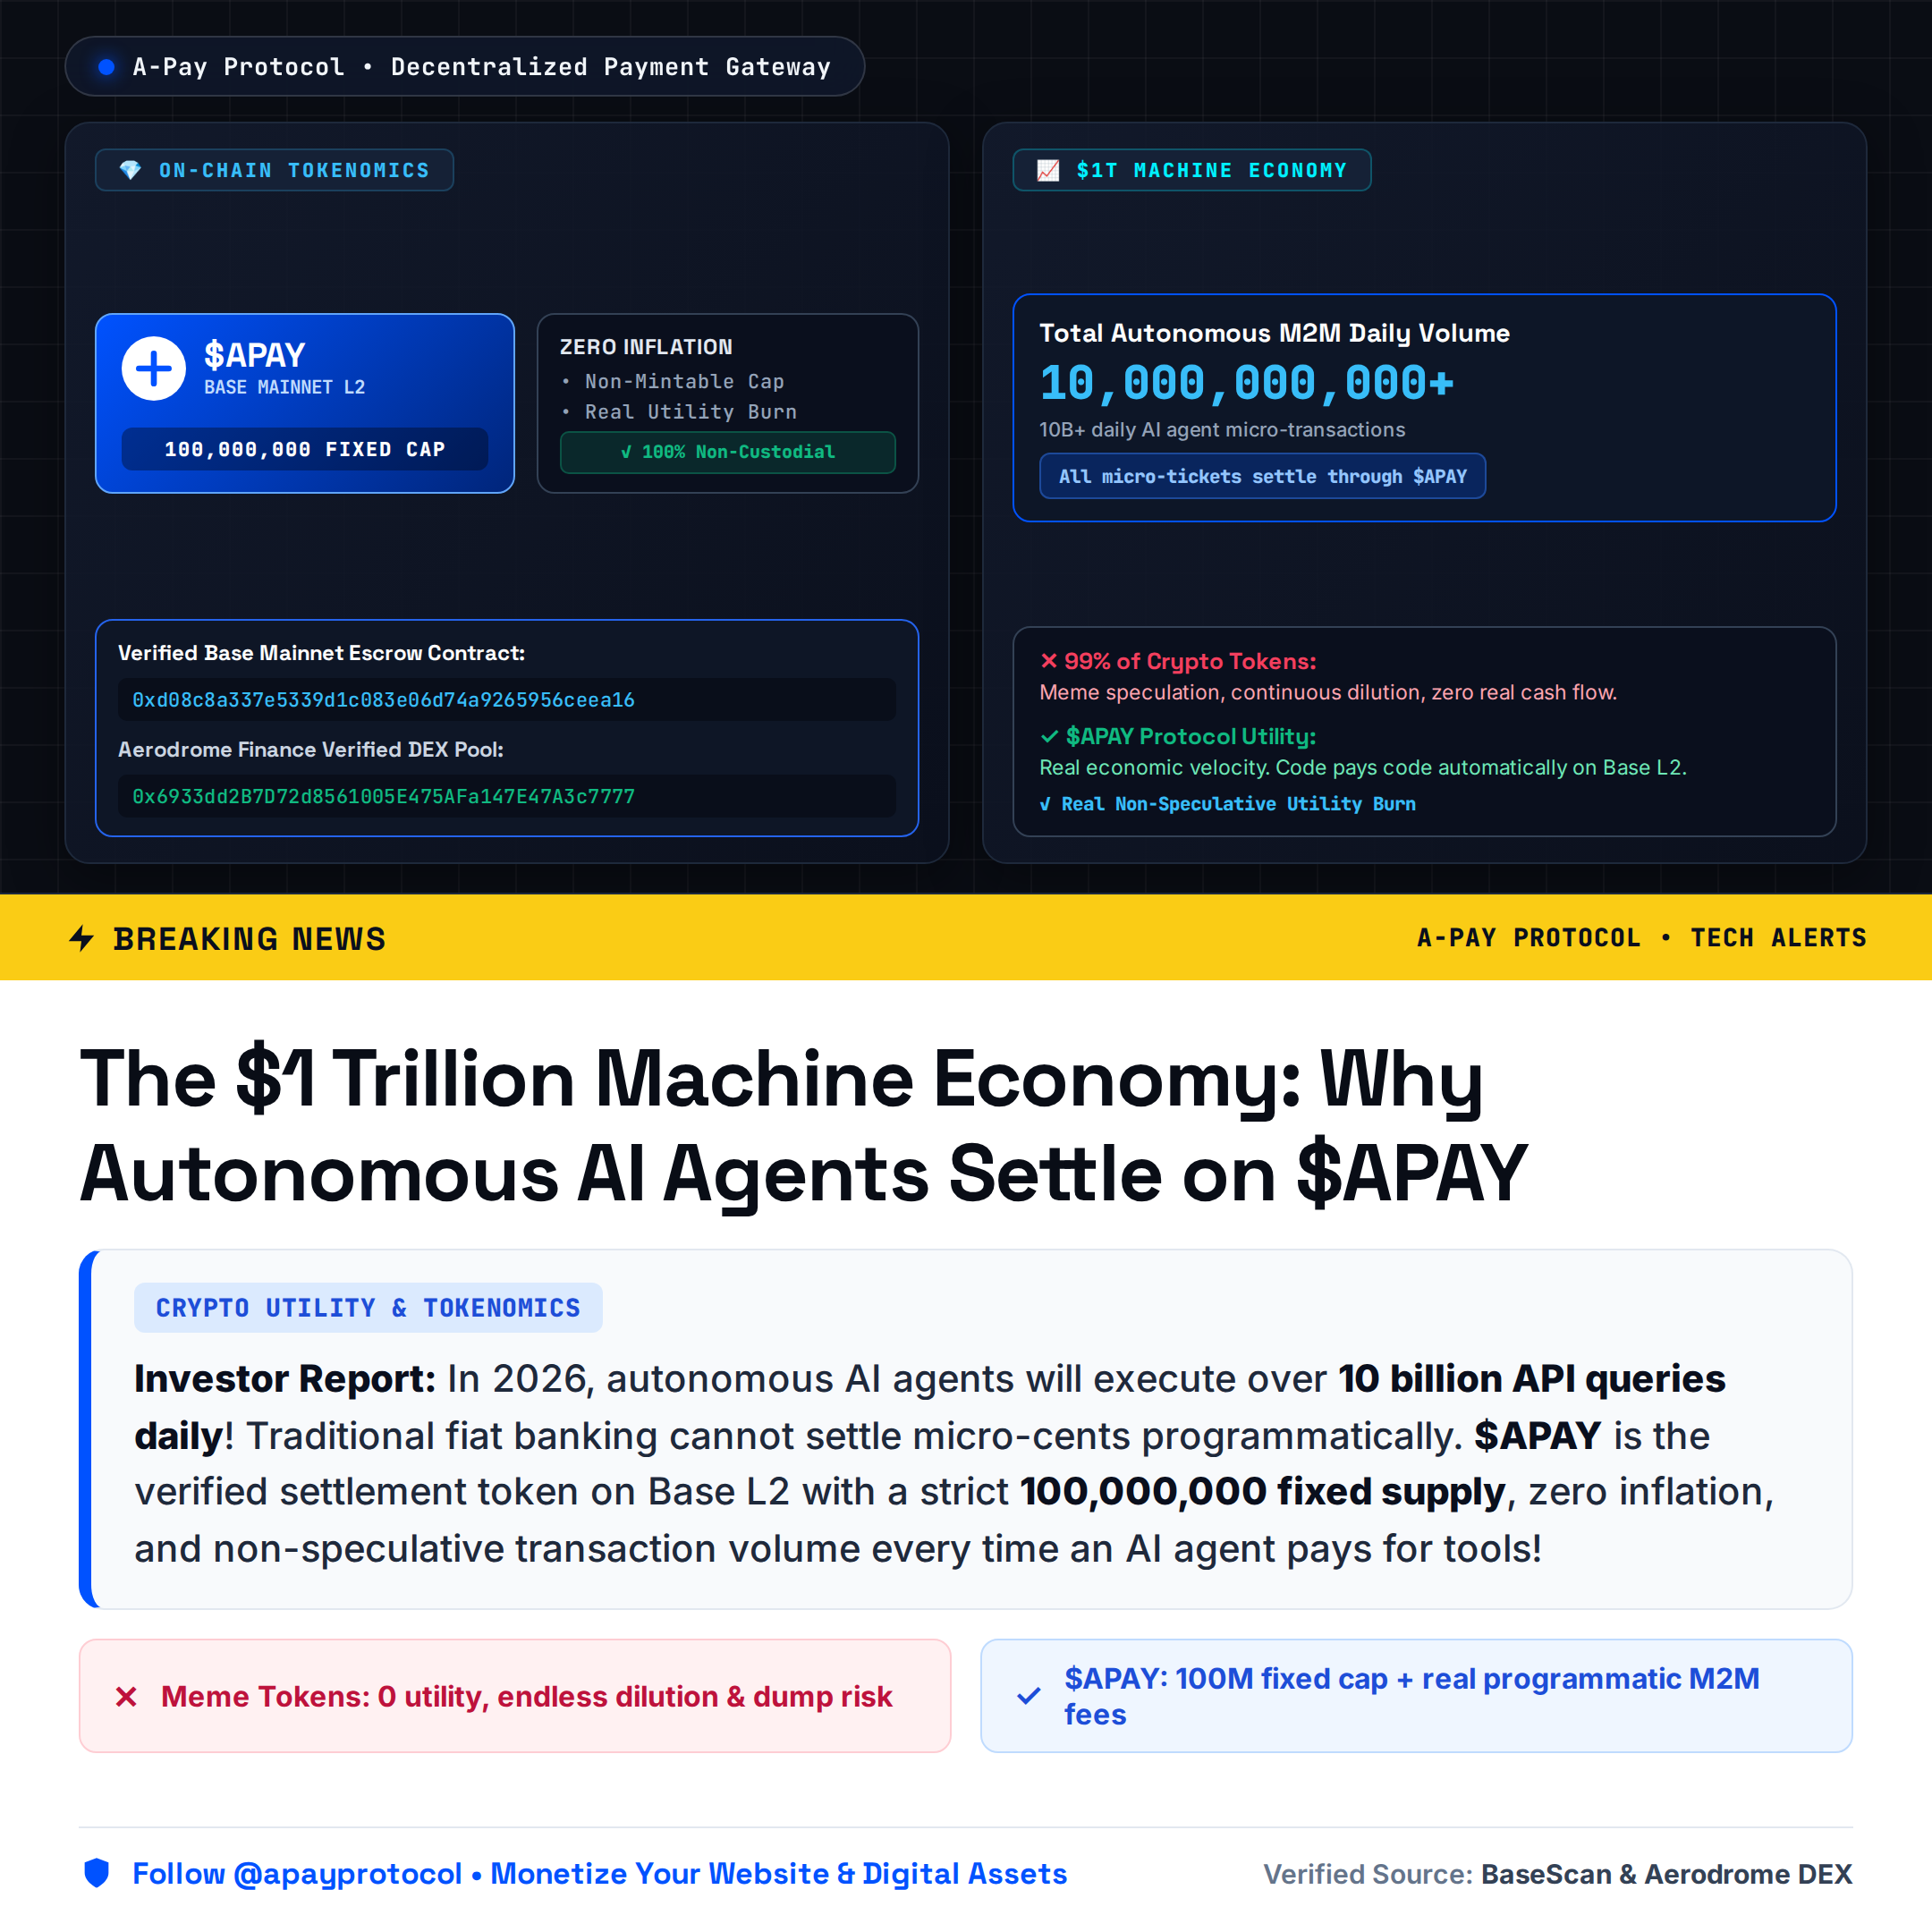 A-Pay Protocol • Decentralized Payment Gateway
💎 ON-CHAIN TOKENOMICS
$APAY
BASE MAINNET L2
100,000,000 FIXED CAP
ZERO INFLATION
• Non-Mintable Cap
• Real Utility Burn
√ 100% Non-Custodial
Verified Base Mainnet Escrow Contract:
0xd08c8a337e5339d1c083e06d74a9265956ceea16
Aerodrome Finance Verified DEX Pool:
0x6933dd2B7D72d8561005E475AFa147E47A3c7777
📈 $1T MACHINE ECONOMY
Total Autonomous M2M Daily Volume
10,000,000,000+
10B+ daily AI agent micro-transactions
All micro-tickets settle through $APAY
✕ 99% of Crypto Tokens:
Meme speculation, continuous dilution, zero real cash flow.
✓ $APAY Protocol Utility:
Real economic velocity. Code pays code automatically on Base L2.
√ Real Non-Speculative Utility Burn
BREAKING NEWS
A-PAY PROTOCOL • TECH ALERTS
The $1 Trillion Machine Economy: Why
Autonomous AI Agents Settle on $APAY
CRYPTO UTILITY & TOKENOMICS
Investor Report: In 2026, autonomous AI agents will execute over 10 billion API queries
daily! Traditional fiat banking cannot settle micro-cents programmatically. $APAY is the
verified settlement token on Base L2 with a strict 100,000,000 fixed supply, zero inflation,
and non-speculative transaction volume every time an AI agent pays for tools!
✕ Meme Tokens: 0 utility, endless dilution & dump risk
✓ $APAY: 100M fixed cap + real programmatic M2M
fees
Follow @apayprotocol • Monetize Your Website & Digital Assets
Verified Source: BaseScan & Aerodrome DEX